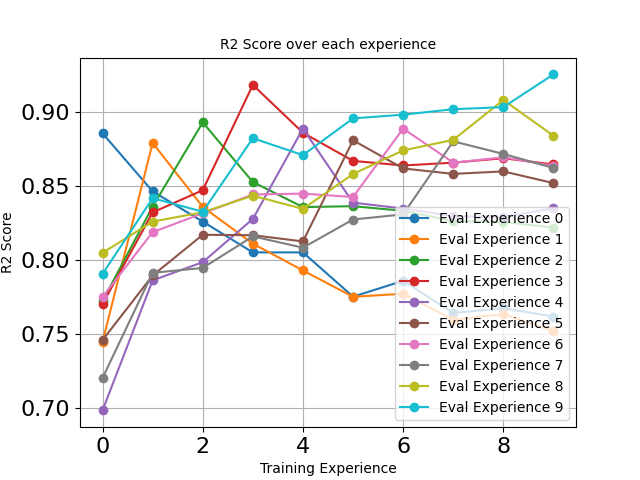 R2 Score over each experience
0.90
0.85
0.80
0.75
0.70
R2 Score
0 2 4 6 8
Training Experience
Eval Experience 0
Eval Experience 1
Eval Experience 2
Eval Experience 3
Eval Experience 4
Eval Experience 5
Eval Experience 6
Eval Experience 7
Eval Experience 8
Eval Experience 9